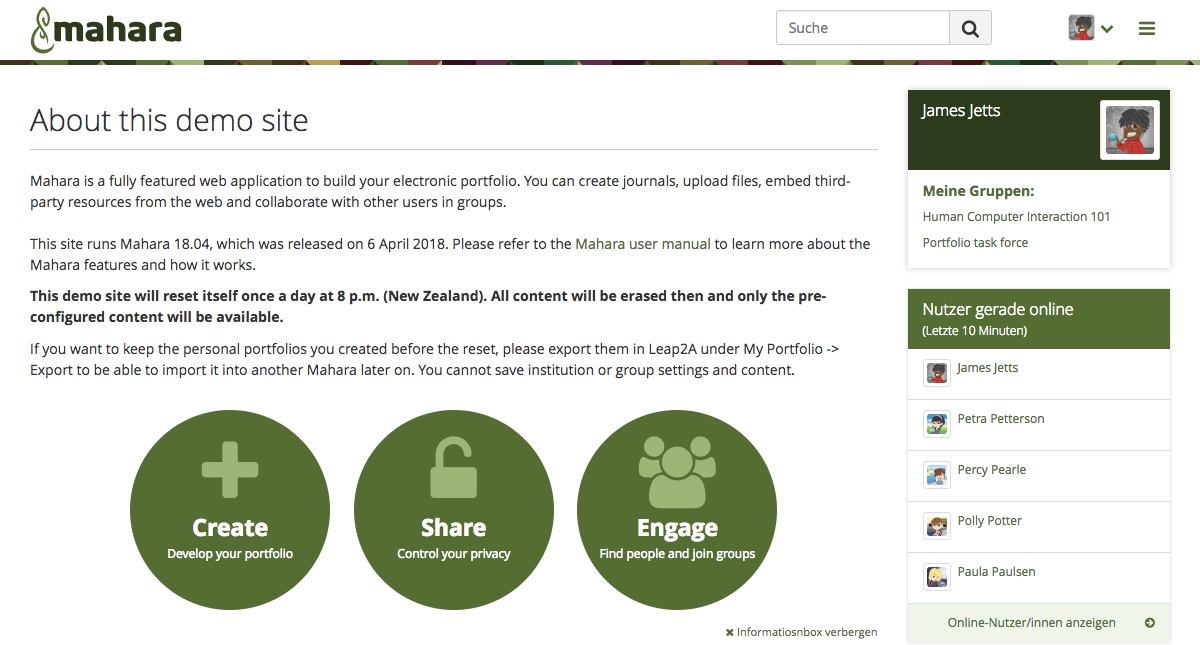 mahara
Suche
About this demo site
Mahara is a fully featured web application to build your electronic portfolio. You can create journals, upload files, embed third-
party resources from the web and collaborate with other users in groups.
This site runs Mahara 18.04, which was released on 6 April 2018. Please refer to the Mahara user manual to learn more about the
Mahara features and how it works.
This demo site will reset itself once a day at 8 p.m. (New Zealand). All content will be erased then and only the pre-
configured content will be available.
If you want to keep the personal portfolios you created before the reset, please export them in Leap2A under My Portfolio ->
Export to be able to import it into another Mahara later on. You cannot save institution or group settings and content.
Create
Develop your portfolio
Share
Control your privacy
Engage
Find people and join groups
Informatiosnbox verbergen
James Jetts
Meine Gruppen:
Human Computer Interaction 101
Portfolio task force
Nutzer gerade online
(Letzte 10 Minuten)
James Jetts
Petra Petterson
Percy Pearle
Polly Potter
Paula Paulsen
Online-Nutzer/innen anzeigen